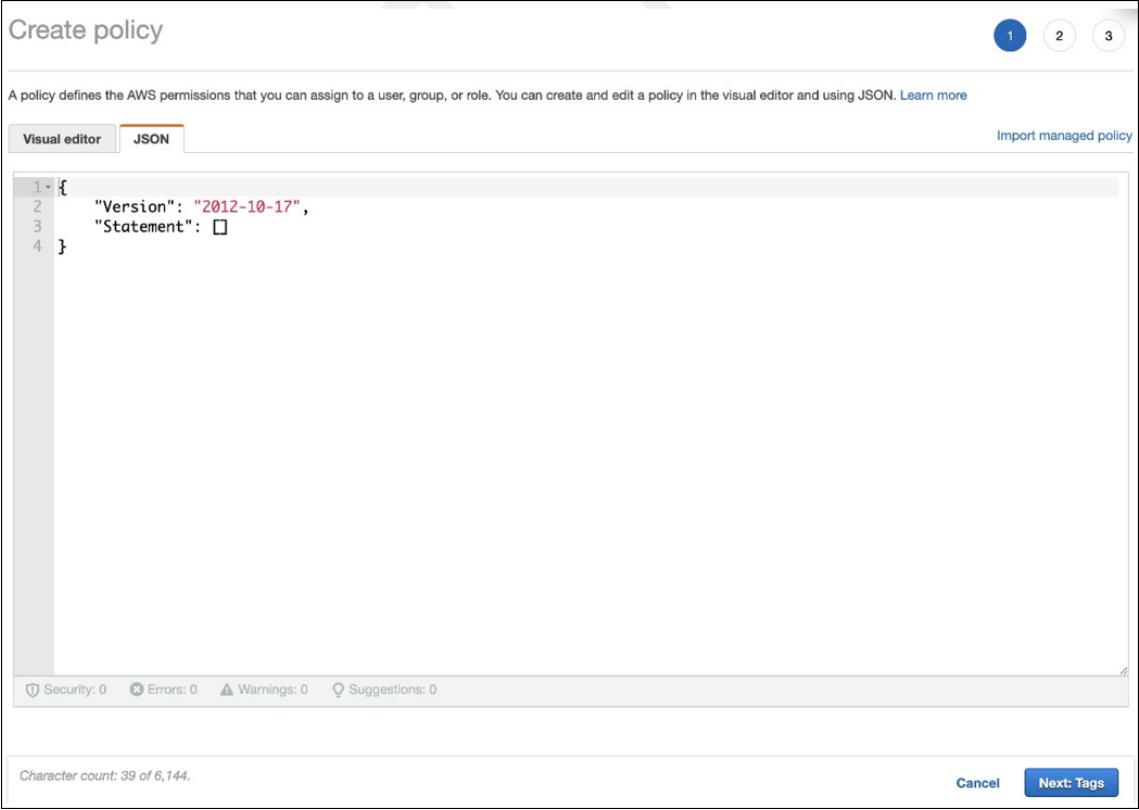 Create policy
1 2 3
A policy defines the AWS permissions that you can assign to a user, group, or role. You can create and edit a policy in the visual editor and using JSON. Learn more
Visual editor JSON Import managed policy
1 {
2 "Version": "2012-10-17",
3 "Statement": []
4 }
Security: 0 Errors: 0 Warnings: 0 Suggestions: 0
Character count: 39 of 6,144.
Cancel Next: Tags